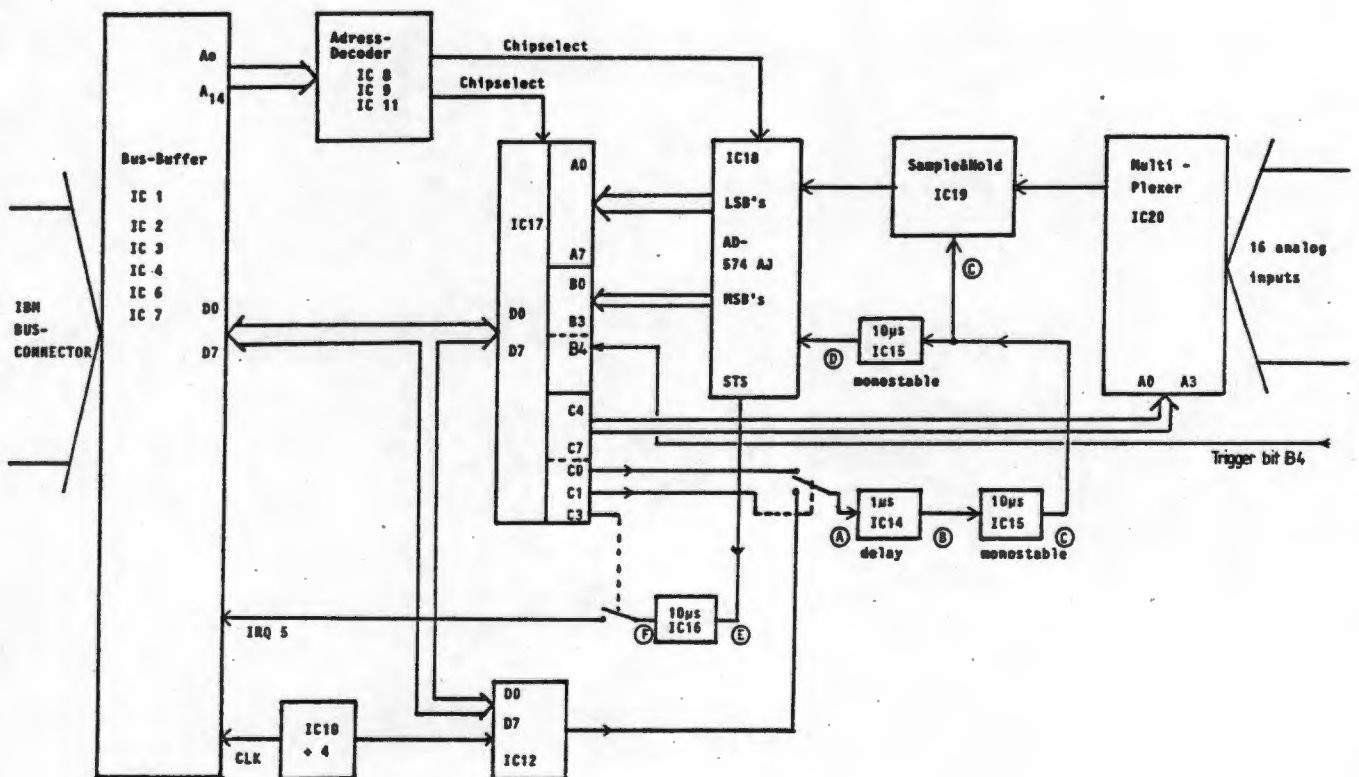 IBM
BUS-
CONNECTOR
Ao
A14
Bus-Buffer
IC 1
IC 2
IC 3
IC 4
IC 6
IC 7
D0
D7
Adress-
Decoder
IC 8
IC 9
IC 11
Chipselect
Chipselect
IC17
D0
D7
A0
A7
B0
B3
B4
C4
C7
C0
C1
C3
IC18
LSB's
AD-
574 AJ
MSB's
STS
Sample&Hold
IC19
C
10µs
IC15
monostable
D
Multi -
Plexer
IC20
A0 A3
16 analog
inputs
Trigger bit B4
A
1µs
IC14
delay
B
10µs
IC15
monostable
C
IRQ 5
F
10µs
IC16
E
CLK
IC10
÷ 4
D0
D7
IC12